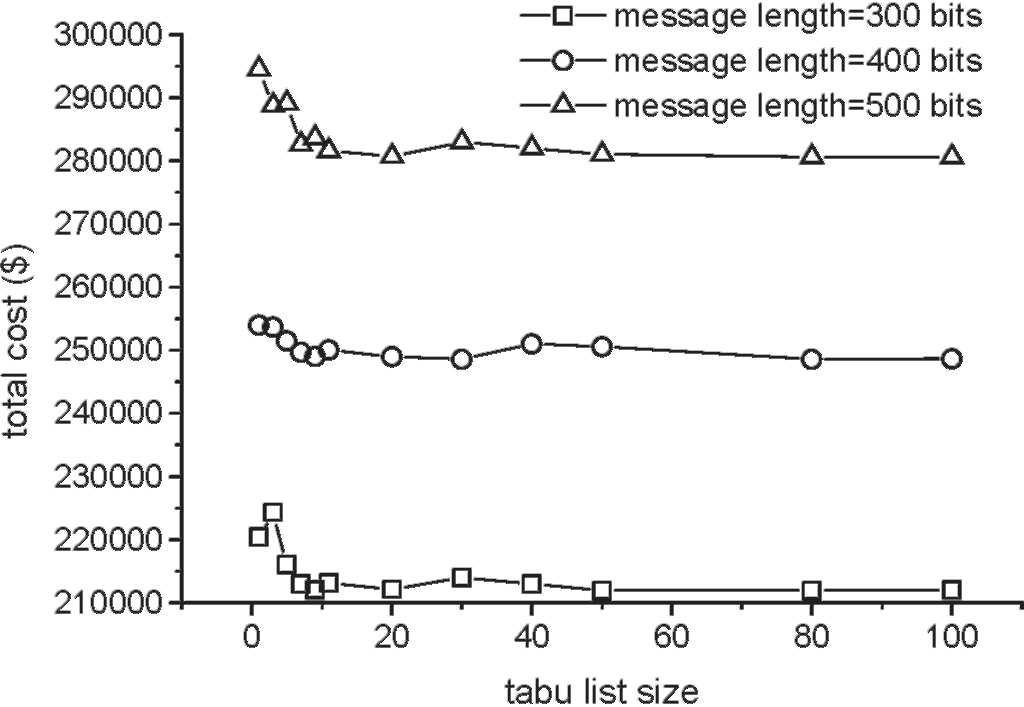 message length=300 bits
message length=400 bits
message length=500 bits
300000
290000
280000
270000
260000
250000
240000
230000
220000
210000
total cost ($)
0 20 40 60 80 100
tabu list size